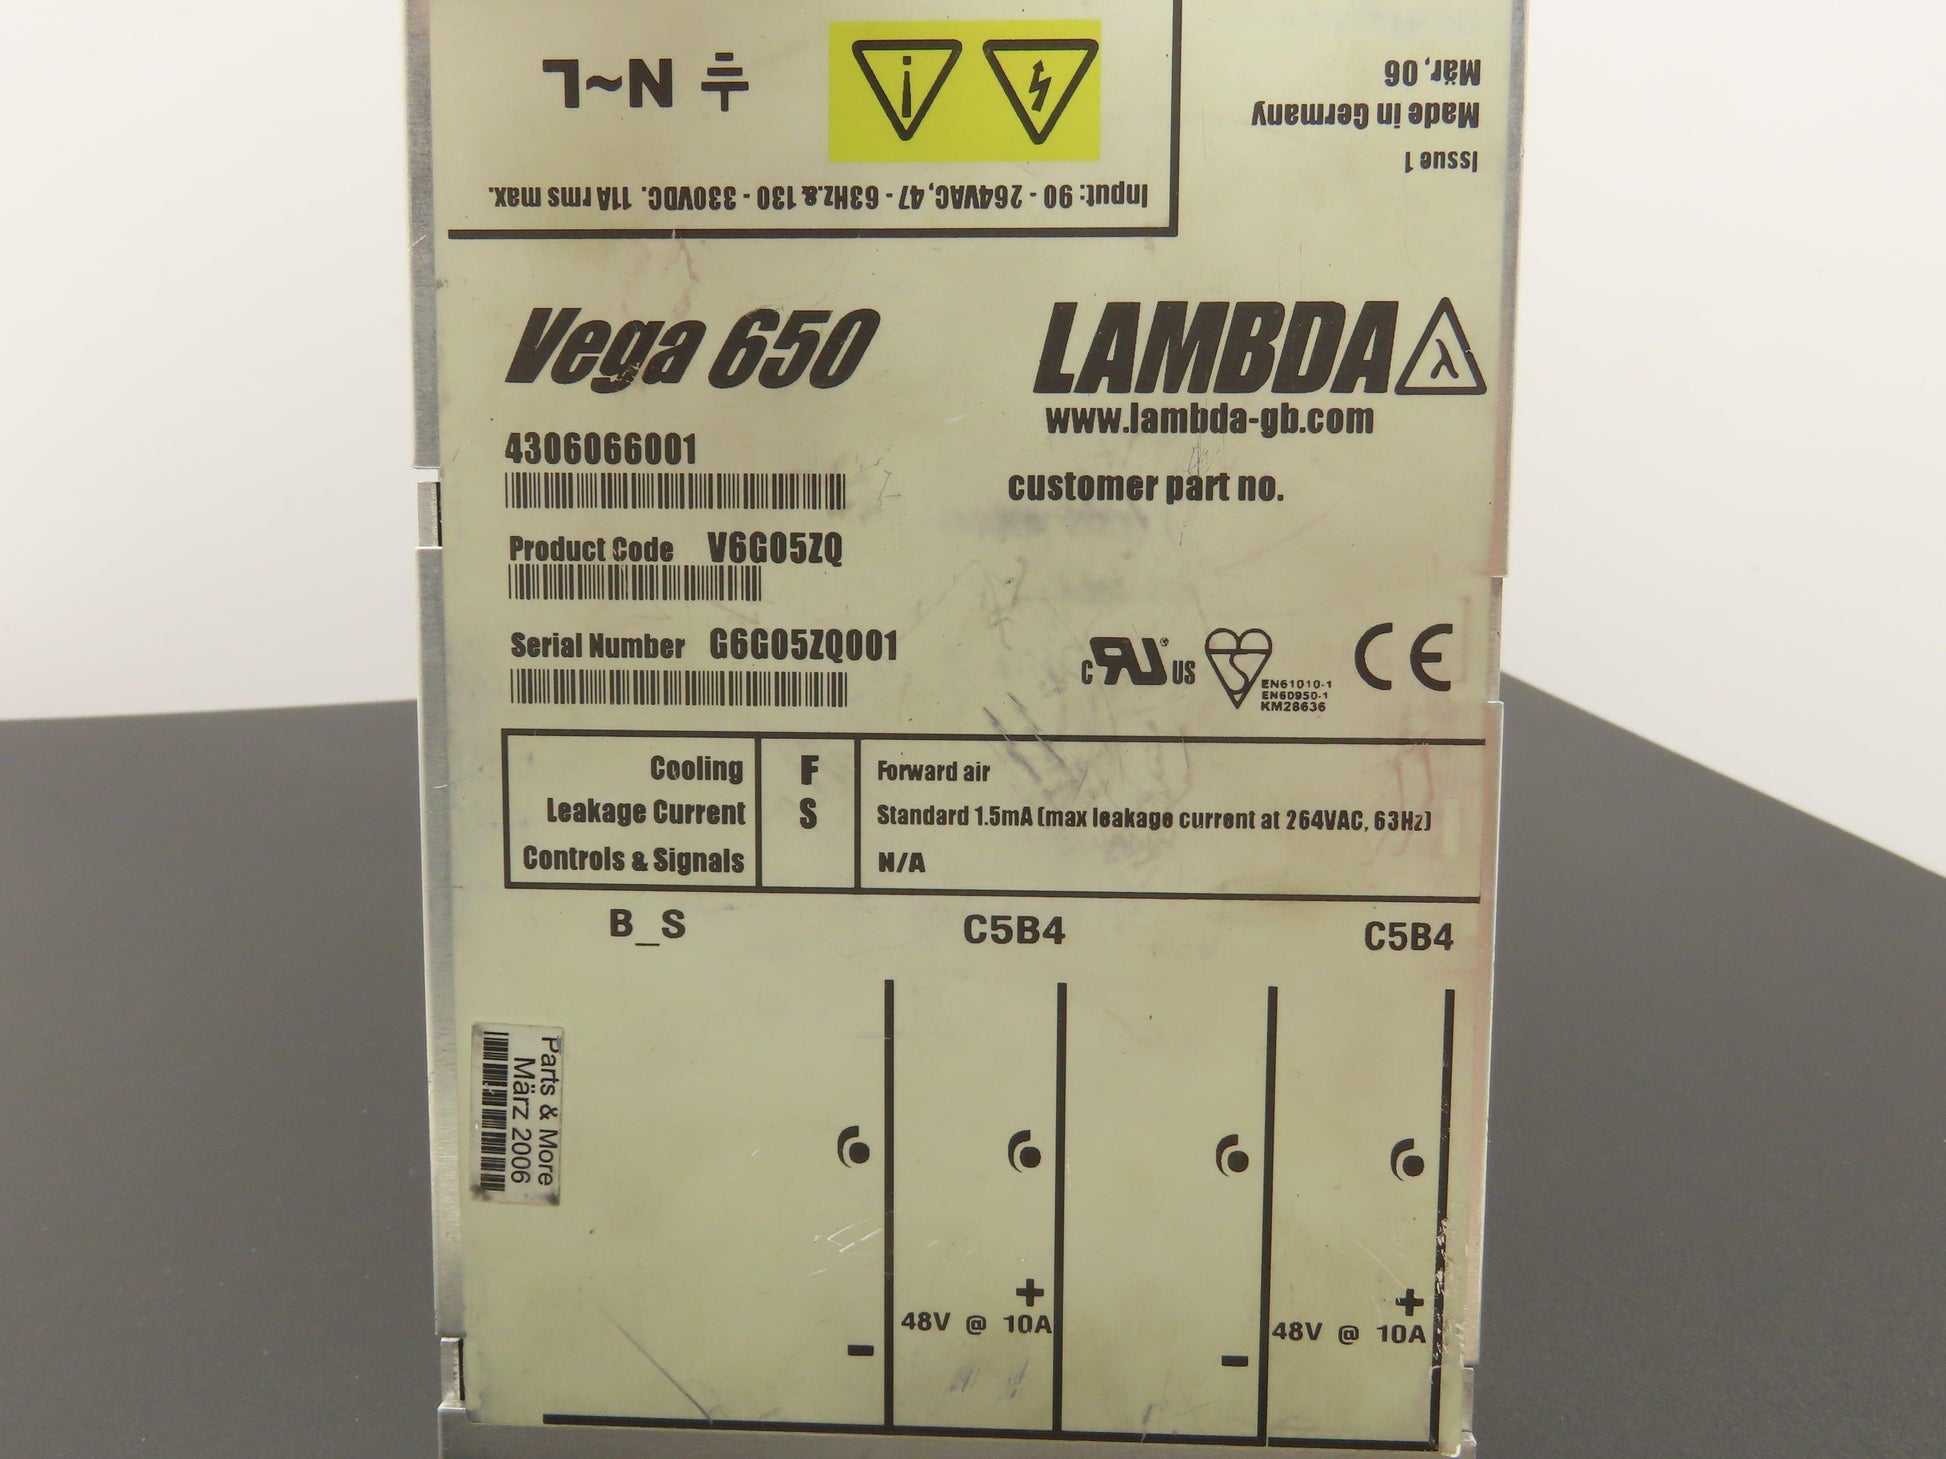 L~N
Mär, 06
Made in Germany
Issue 1
Input: 90 - 264VAC, 47 - 63Hz.& 130 - 330VDC. 11A rms max.
Vega 650
LAMBDA λ
www.lambda-gb.com
4306066001
customer part no.
Product Code V6G05ZQ
Serial Number G6G05ZQ001
c RU ® US
EN61010-1
EN60950-1
KM28636
CE
Cooling F Forward air
Leakage Current S Standard 1.5mA (max leakage current at 264VAC, 63Hz)
Controls & Signals N/A
B_S C5B4 C5B4
Parts & More
März 2006
+ +
48V @ 10A 48V @ 10A
- -